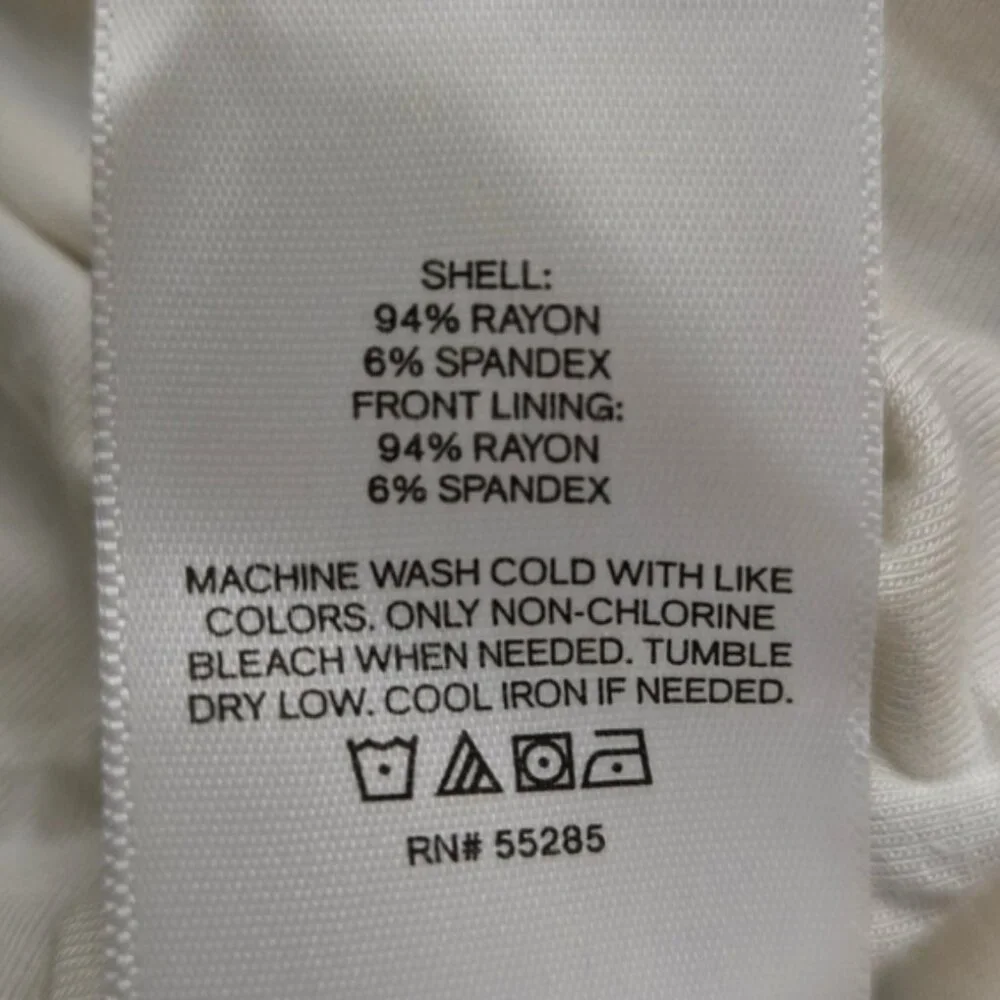 SHELL:
94% RAYON
6% SPANDEX
FRONT LINING:
94% RAYON
6% SPANDEX
MACHINE WASH COLD WITH LIKE
COLORS. ONLY NON-CHLORINE
BLEACH WHEN NEEDED. TUMBLE
DRY LOW. COOL IRON IF NEEDED.
RN# 55285